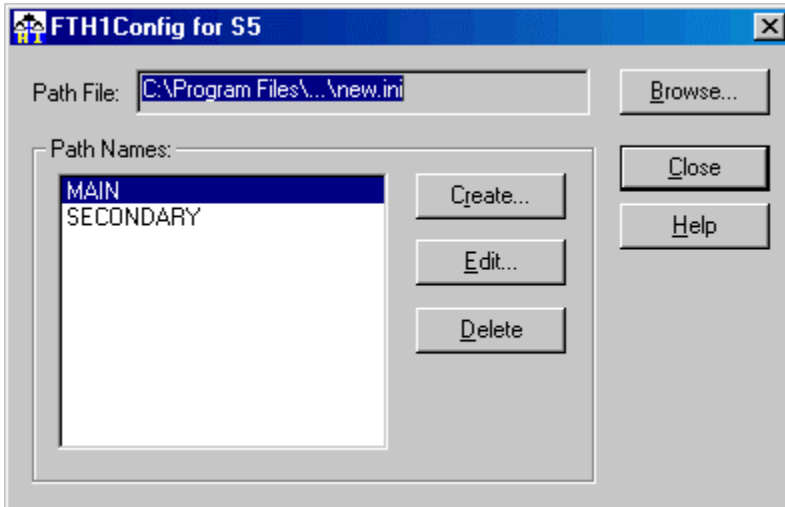 FTH1Config for S5
Path File: C:\Program Files\...\new.ini Browse...
Path Names:
MAIN
SECONDARY
Create...
Edit...
Delete
Close
Help